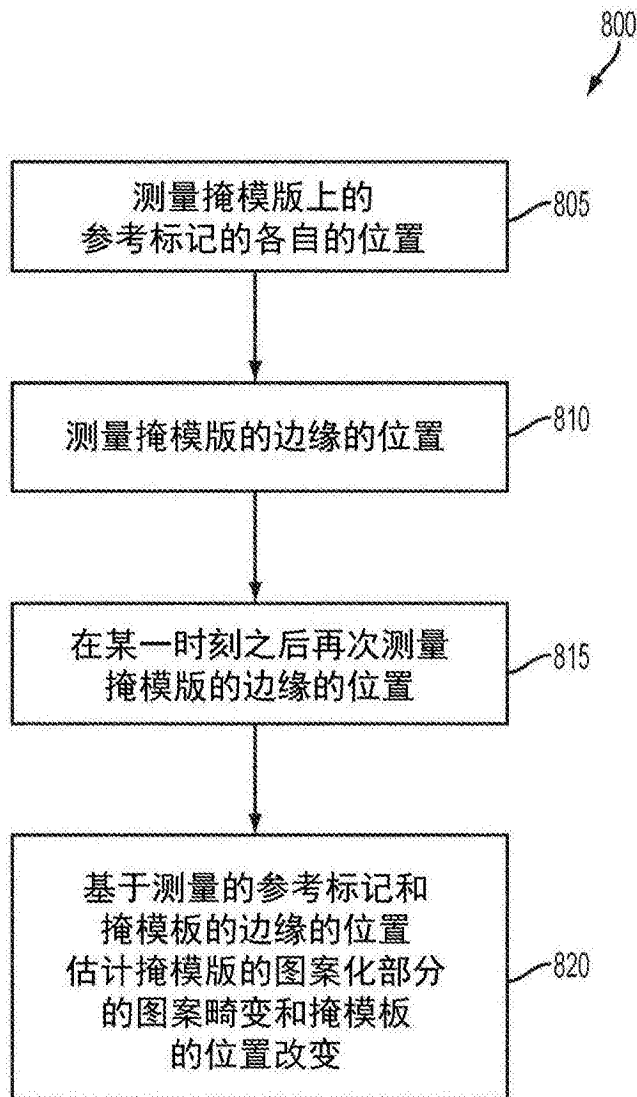 800
测量掩模版上的
参考标记的各自的位置
805
测量掩模版的边缘的位置
810
在某一时刻之后再次测量
掩模版的边缘的位置
815
基于测量的参考标记和
掩模板的边缘的位置
估计掩模版的图案化部分
的图案畸变和掩模板
的位置改变
820